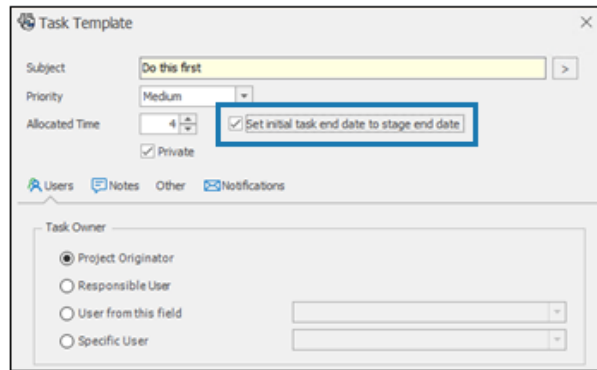 Task Template
Subject Do this first >
Priority Medium
Allocated Time 4 Set initial task end date to stage end date
Private
Users Notes Other Notifications
Task Owner
Project Originator
Responsible User
User from this field
Specific User